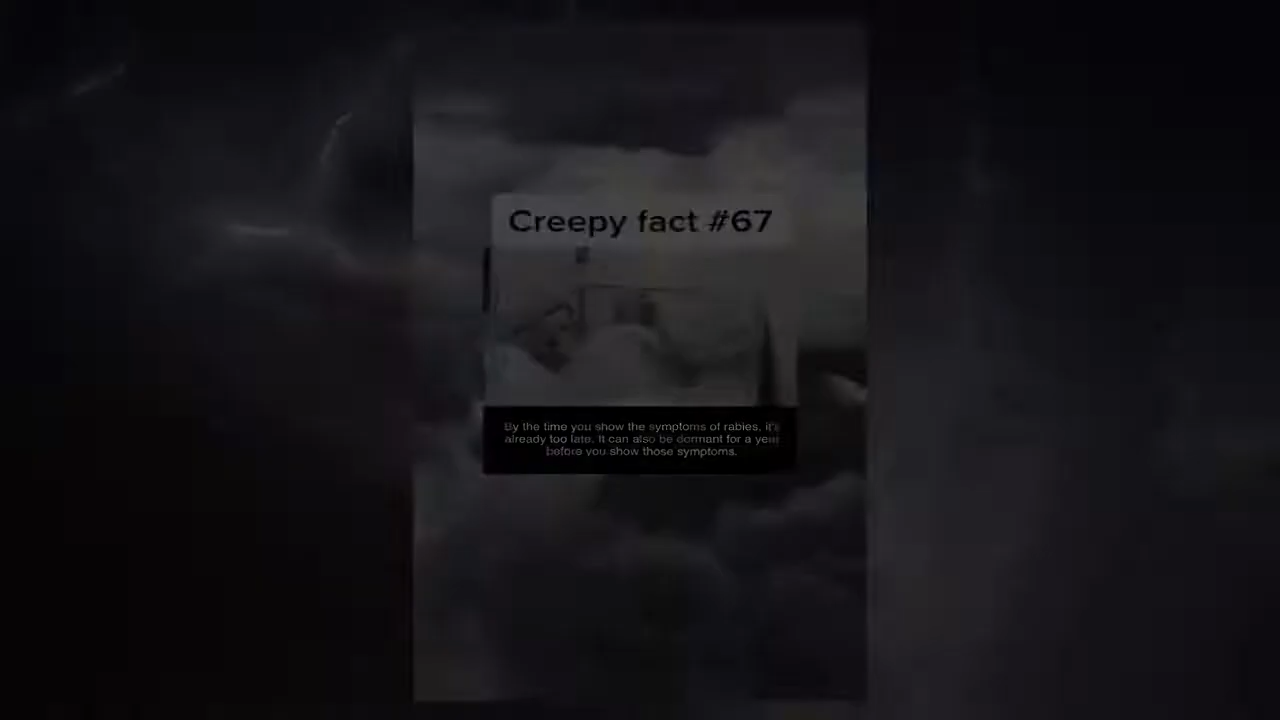 Creepy fact #67
By the time you show the symptoms of rabies, it's
already too late. It can also be dormant for a year
before you show those symptoms.